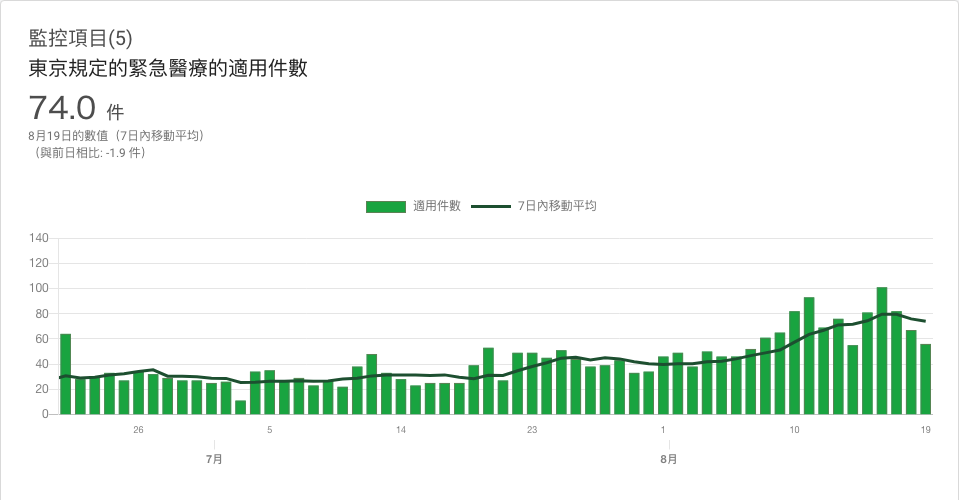 監控項目(5)
東京規定的緊急醫療的適用件數
74.0 件
8月19日的數值（7日內移動平均）
（與前日相比: -1.9 件）
適用件數 7日內移動平均
140
120
100
80
60
40
20
0
26 5 14 23 1 10 19
7月 8月